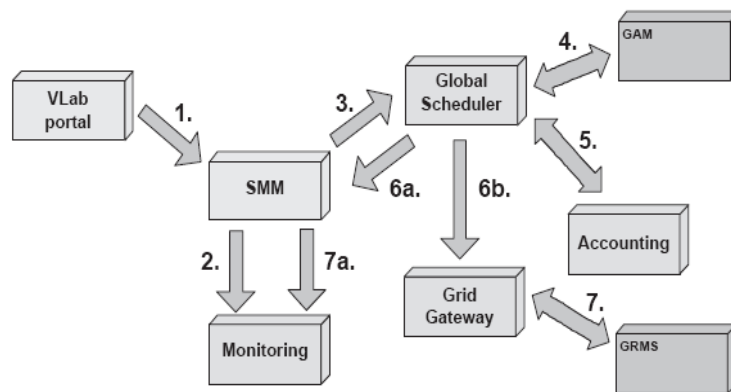 GAM
4.
Global
Scheduler
VLab
portal
1.
3.
5.
SMM
6a.
6b.
Accounting
2.
7a.
Grid
Gateway
7.
Monitoring
GRMS